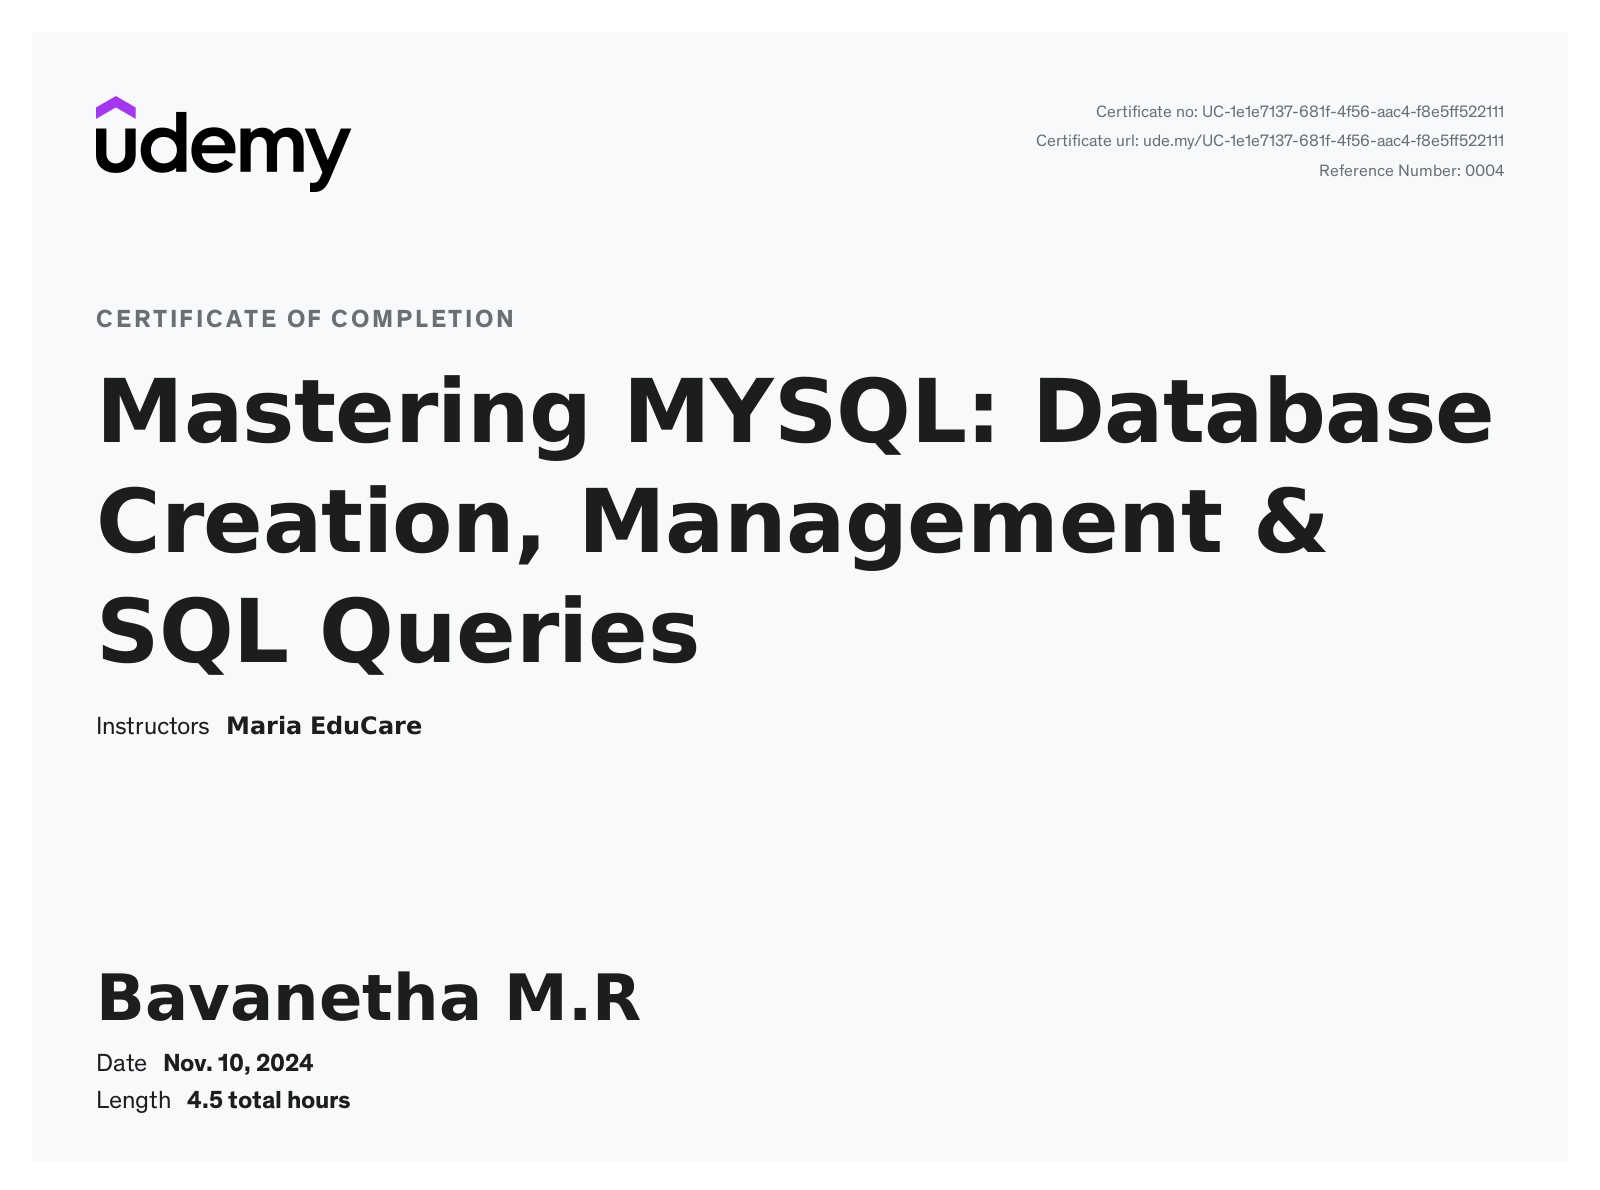 udemy
Certificate no: UC-1e1e7137-681f-4f56-aac4-f8e5ff522111
Certificate url: ude.my/UC-1e1e7137-681f-4f56-aac4-f8e5ff522111
Reference Number: 0004
CERTIFICATE OF COMPLETION
Mastering MYSQL: Database
Creation, Management &
SQL Queries
Instructors Maria EduCare
Bavanetha M.R
Date Nov. 10, 2024
Length 4.5 total hours